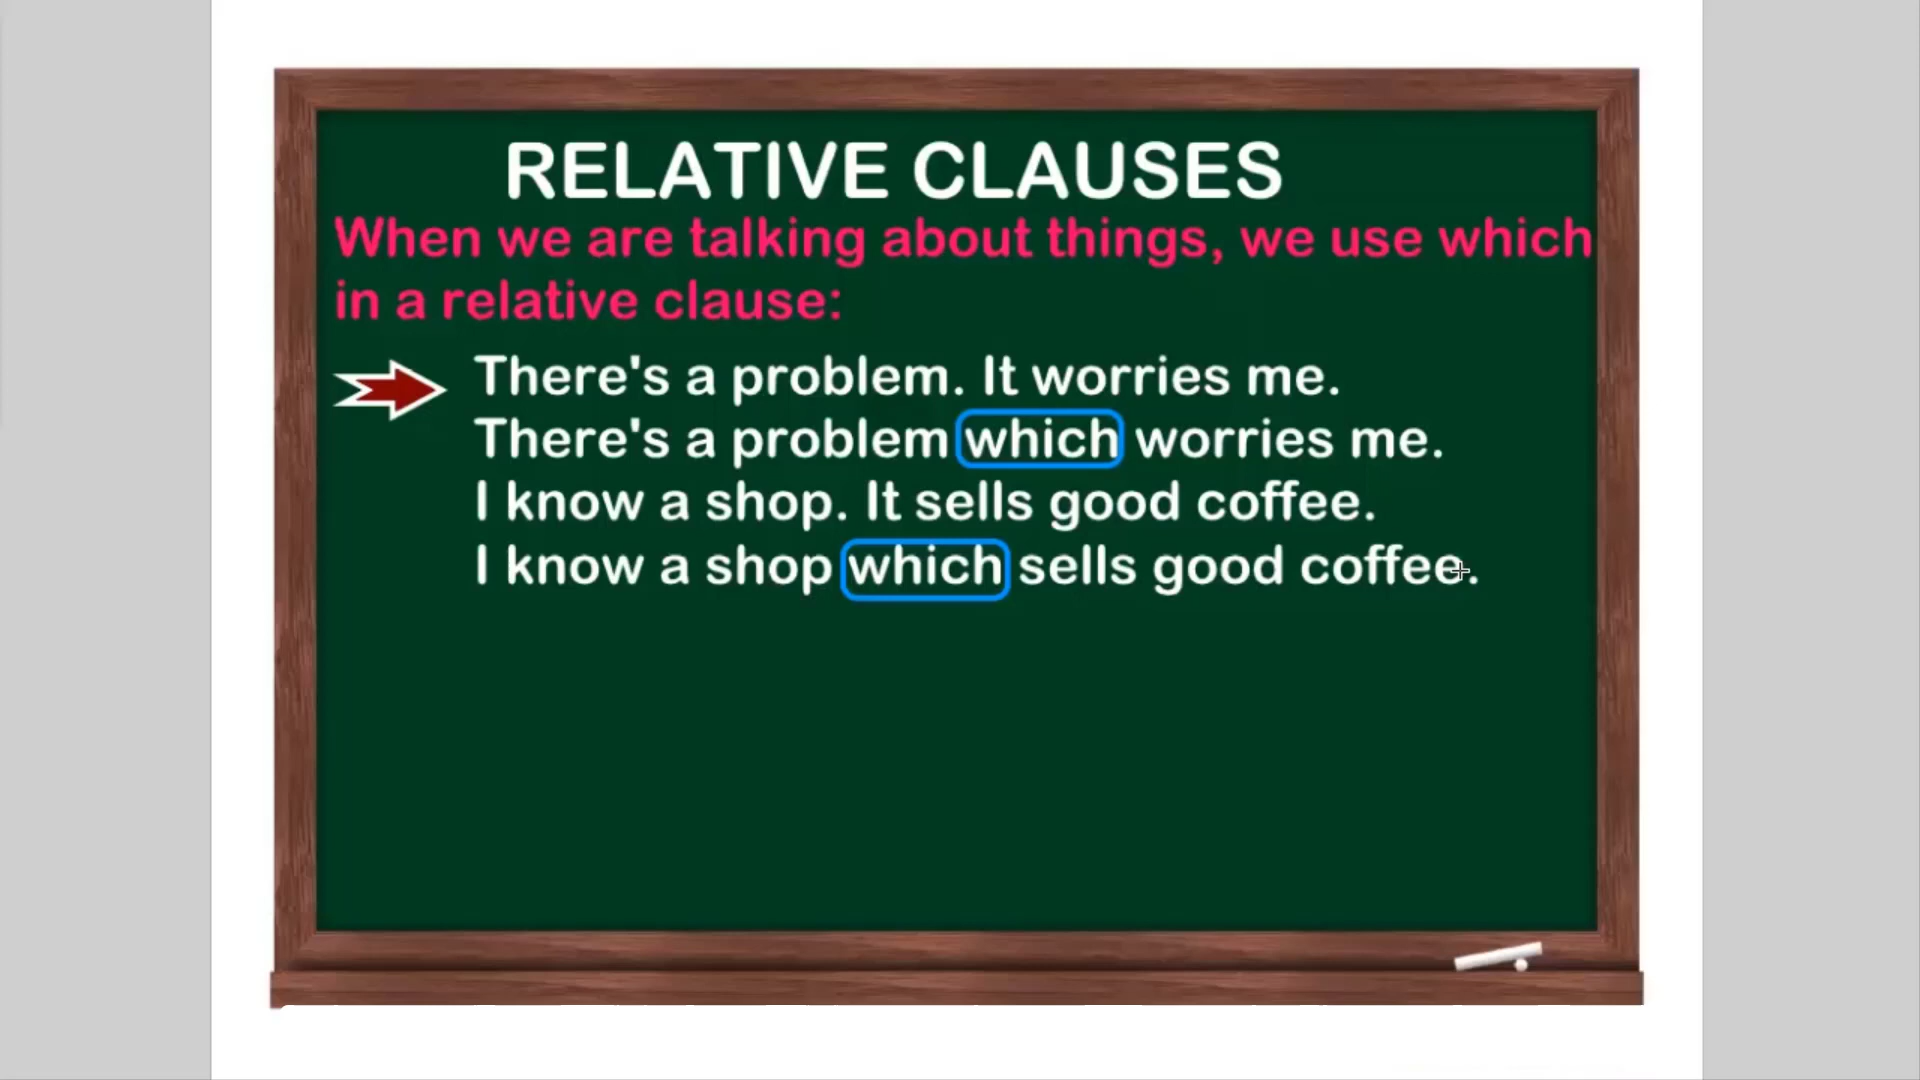 RELATIVE CLAUSES
When we are talking about things, we use which
in a relative clause:
There's a problem. It worries me.
There's a problem which worries me.
I know a shop. It sells good coffee.
I know a shop which sells good coffee.